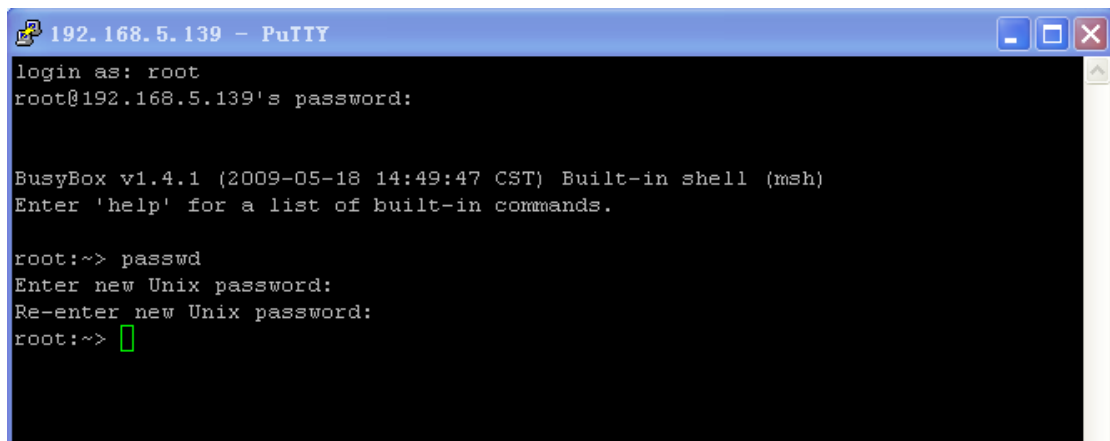 192.168.5.139 - PuTTY
login as: root
root@192.168.5.139's password:
BusyBox v1.4.1 (2009-05-18 14:49:47 CST) Built-in shell (msh)
Enter 'help' for a list of built-in commands.
root:~> passwd
Enter new Unix password:
Re-enter new Unix password:
root:~>